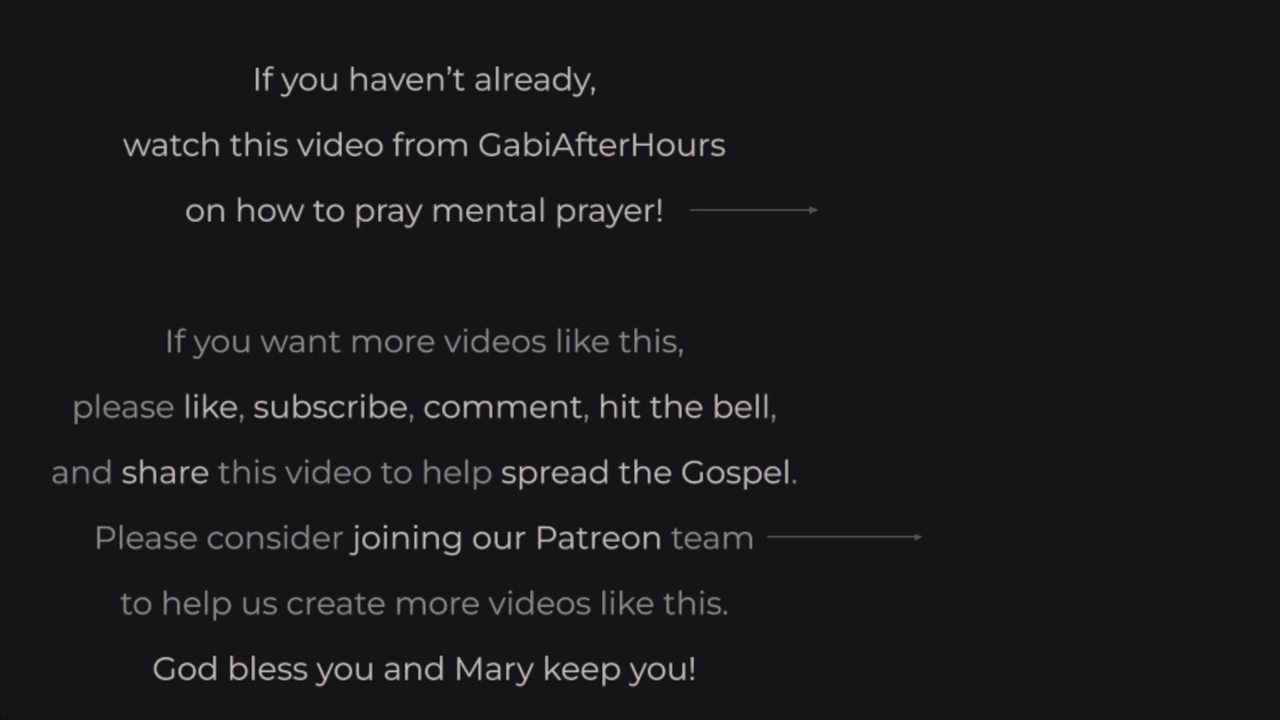 If you haven’t already,
watch this video from GabiAfterHours
on how to pray mental prayer!
If you want more videos like this,
please like, subscribe, comment, hit the bell,
and share this video to help spread the Gospel.
Please consider joining our Patreon team
to help us create more videos like this.
God bless you and Mary keep you!